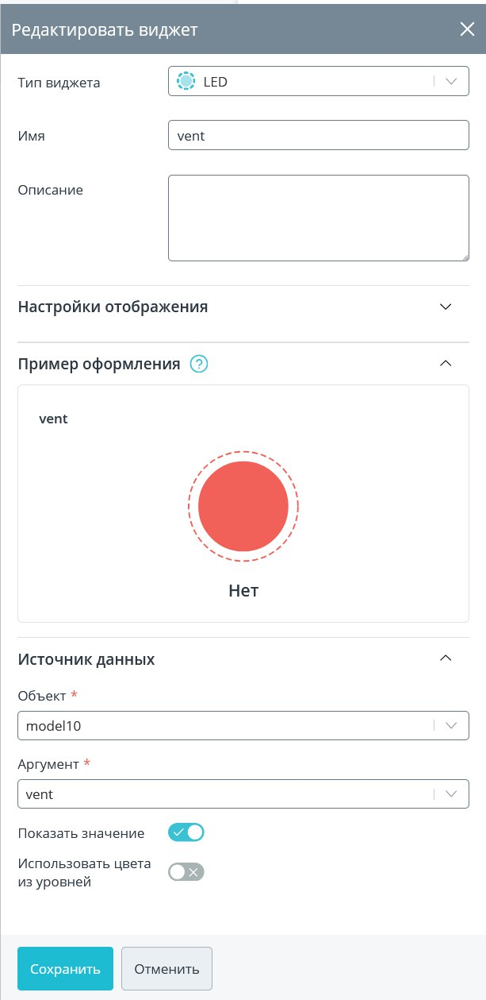 Редактировать виджет
Тип виджета
LED
Имя
vent
Описание
Настройки отображения
Пример оформления ?
vent
Нет
Источник данных
Объект *
model10
Аргумент *
vent
Показать значение
Использовать цвета
из уровней
Сохранить
Отменить